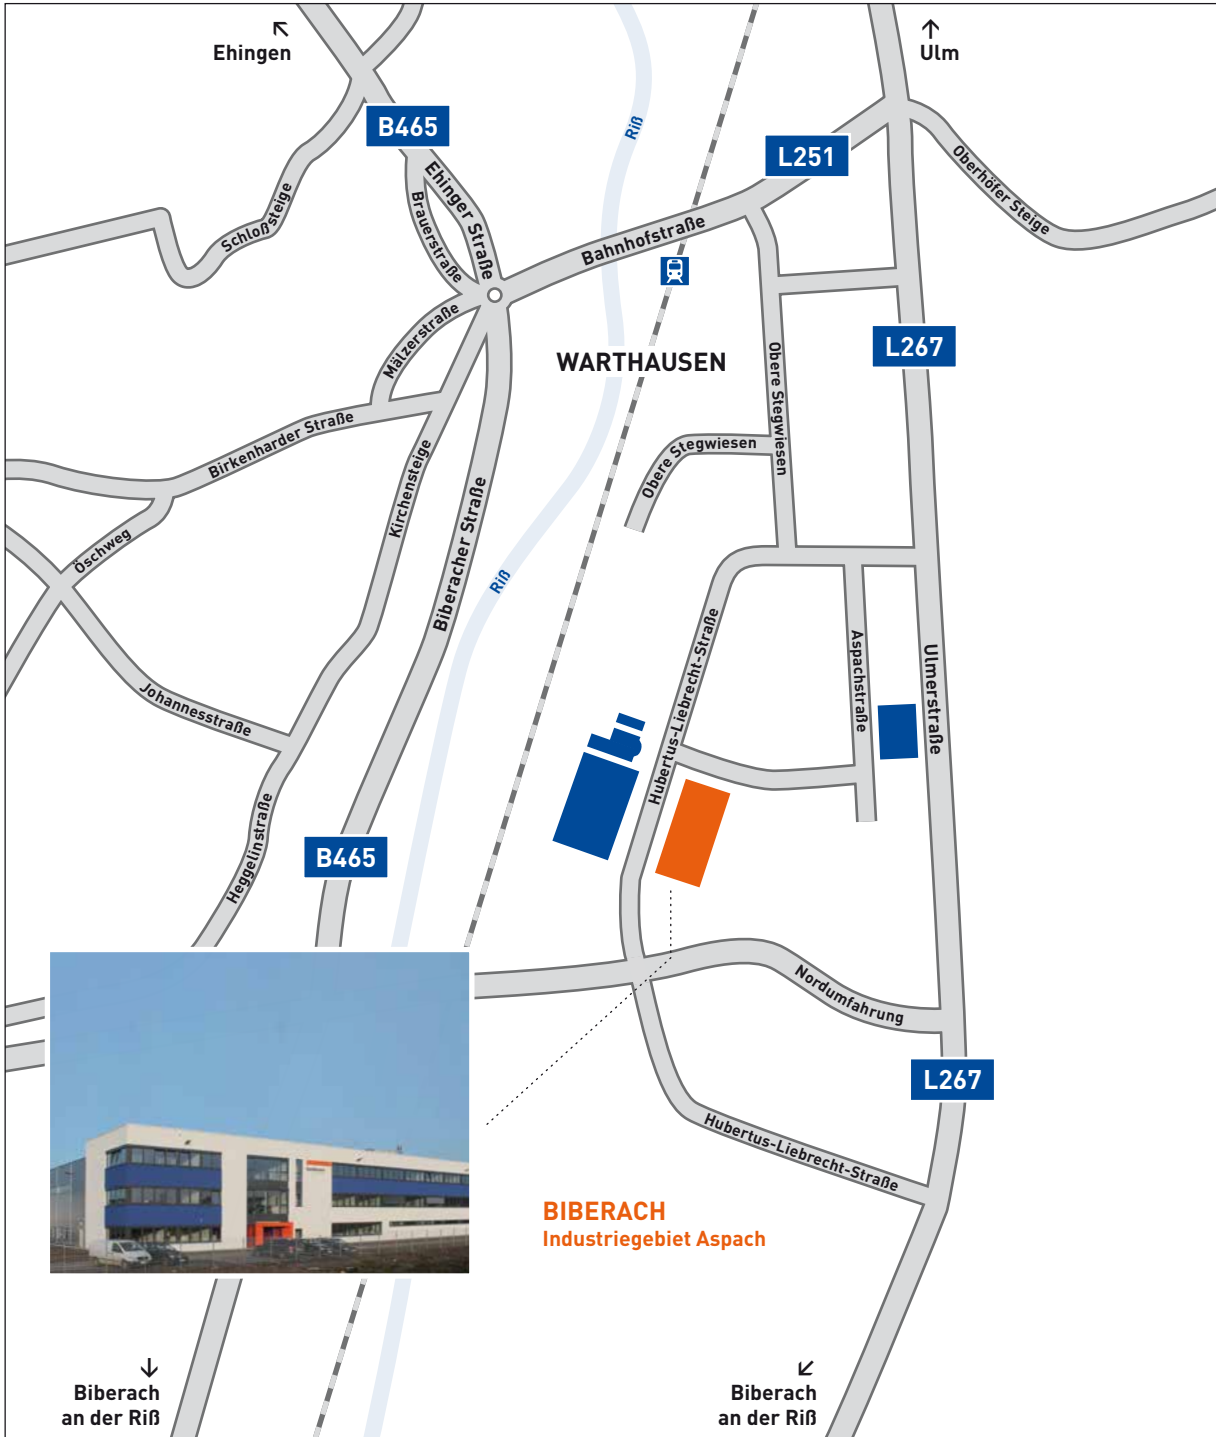 Ehingen
Ulm
B465
Riß
L251
Oberhöfer Steige
Schloßsteige
Ehinger Straße
Brauerstraße
Bahnhofstraße
Mälzerstraße
WARTHAUSEN
L267
Obere Stegwiesen
Birkenharder Straße
Obere Stegwiesen
Kirchensteige
Biberacher Straße
Öschweg
Riß
Hubertus-Liebrecht-Straße
Aspachstraße
Ulmerstraße
Johannesstraße
Heggelinstraße
B465
Nordumfahrung
L267
Hubertus-Liebrecht-Straße
BIBERACH
Industriegebiet Aspach
Biberach
an der Riß
Biberach
an der Riß